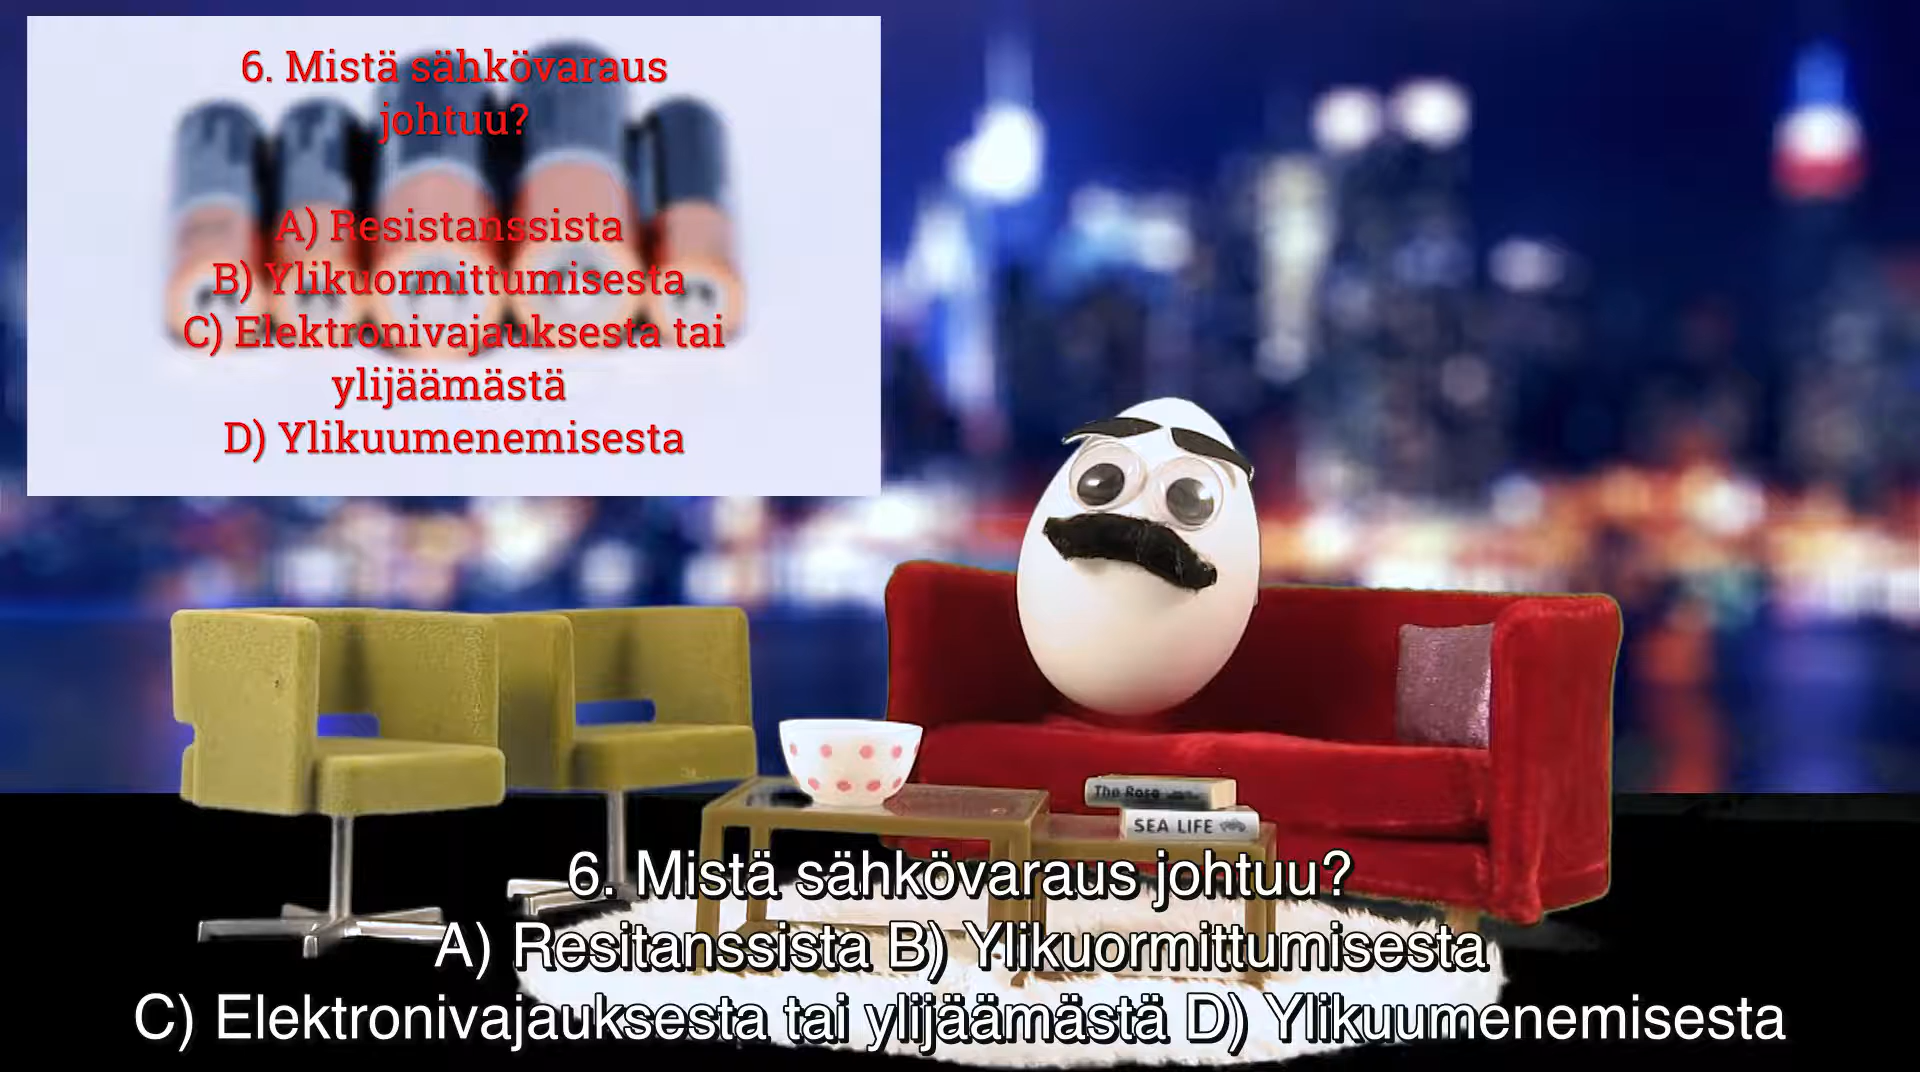 6. Mistä sähkövaraus
johtuu?
A) Resistanssista
B) Ylikuormittumisesta
C) Elektronivajauksesta tai
ylijäämästä
D) Ylikuumenemisesta
The Rose
SEA LIFE
6. Mistä sähkövaraus johtuu?
A) Resitanssista B) Ylikuormittumisesta
C) Elektronivajauksesta tai ylijäämästä D) Ylikuumenemisesta